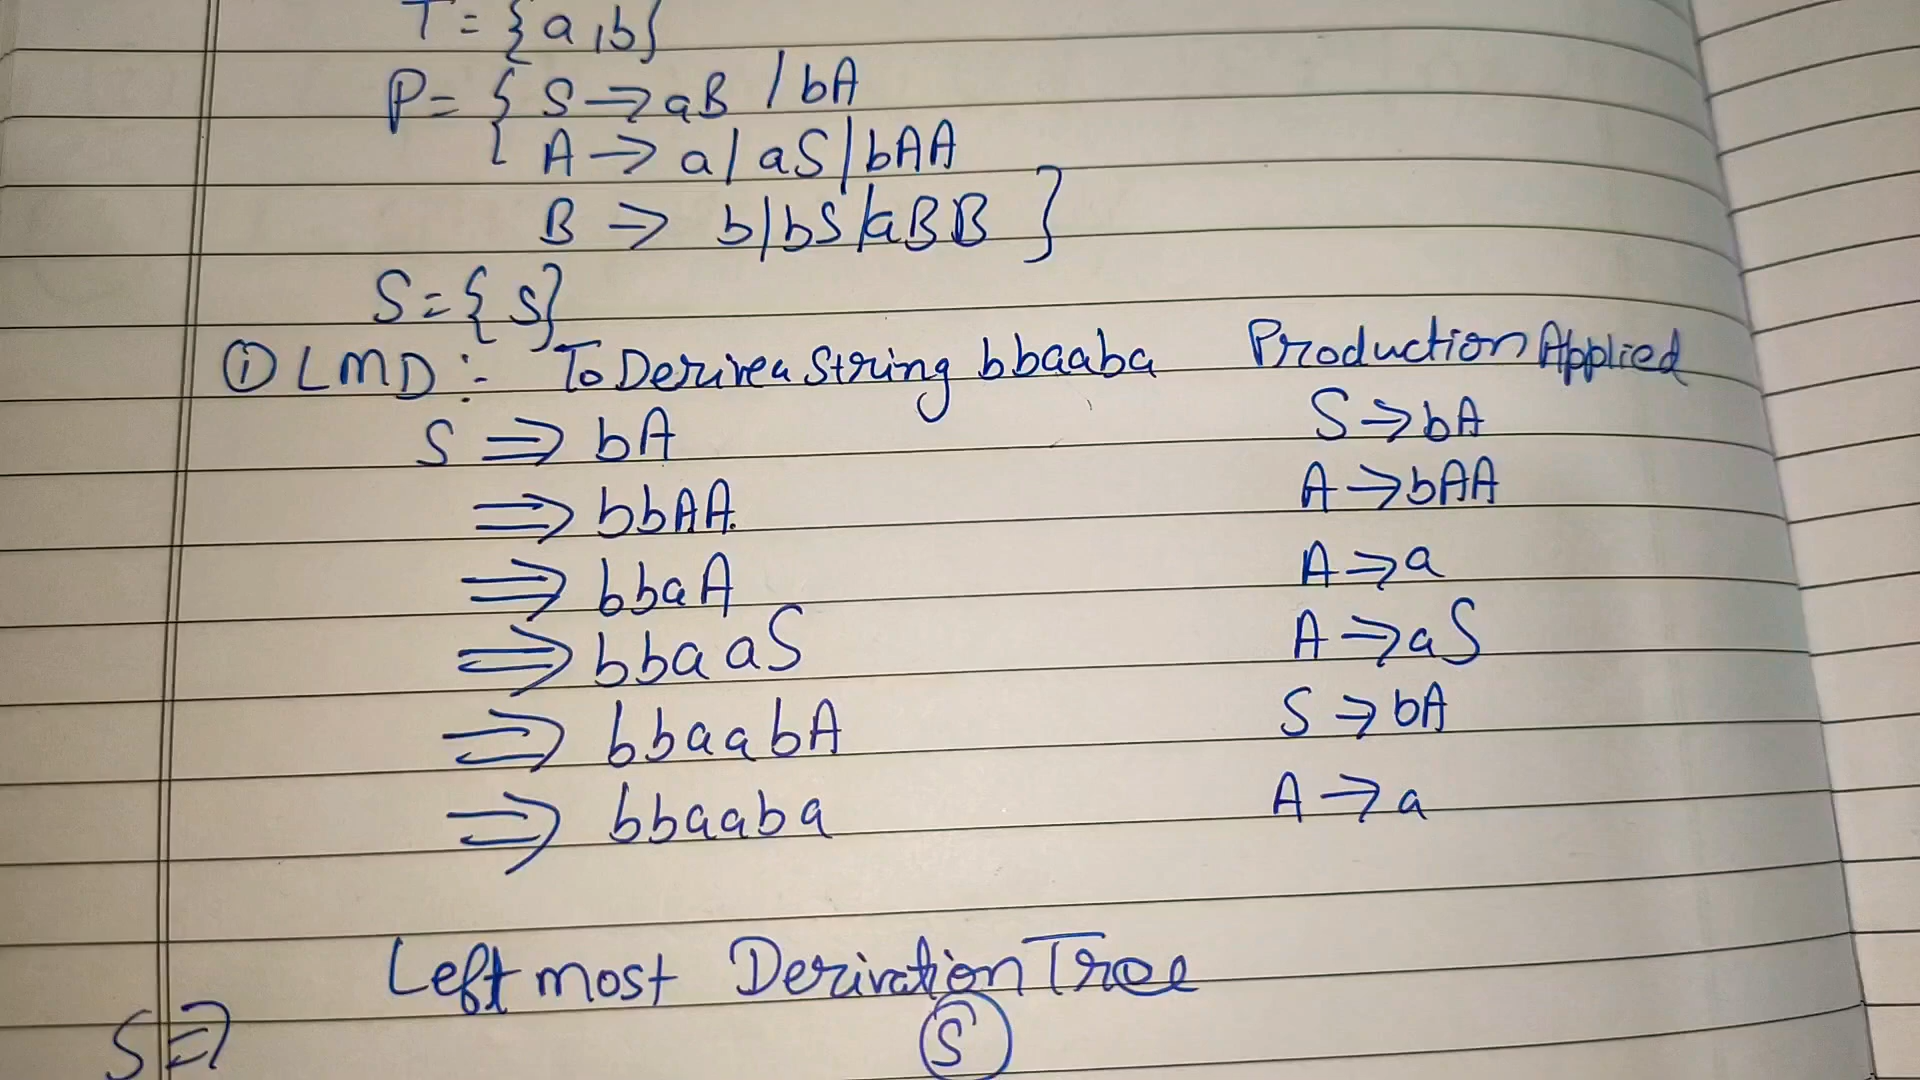 T = {a,b}
P = { S → aB / bA
A → a | aS | bAA
B → b | bS | aBB }
S = {S}
① LMD :- To Derive a string bbaaba Production Applied
S ⇒ bA S → bA
⇒ bbAA A → bAA
⇒ bbaA A → a
⇒ bbaaS A → aS
⇒ bbaabA S → bA
⇒ bbaaba A → a
Left most Derivation Tree
S ⇒ S